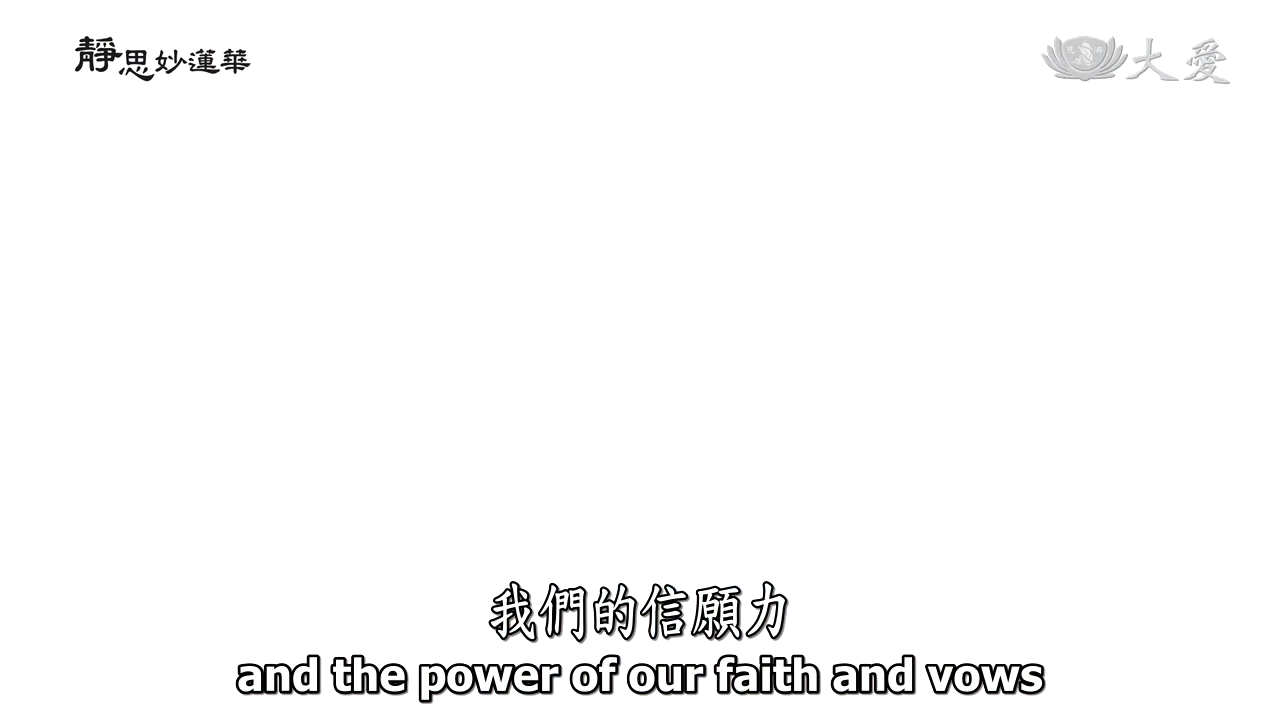 靜思妙蓮華
大愛
我們的信願力
and the power of our faith and vows